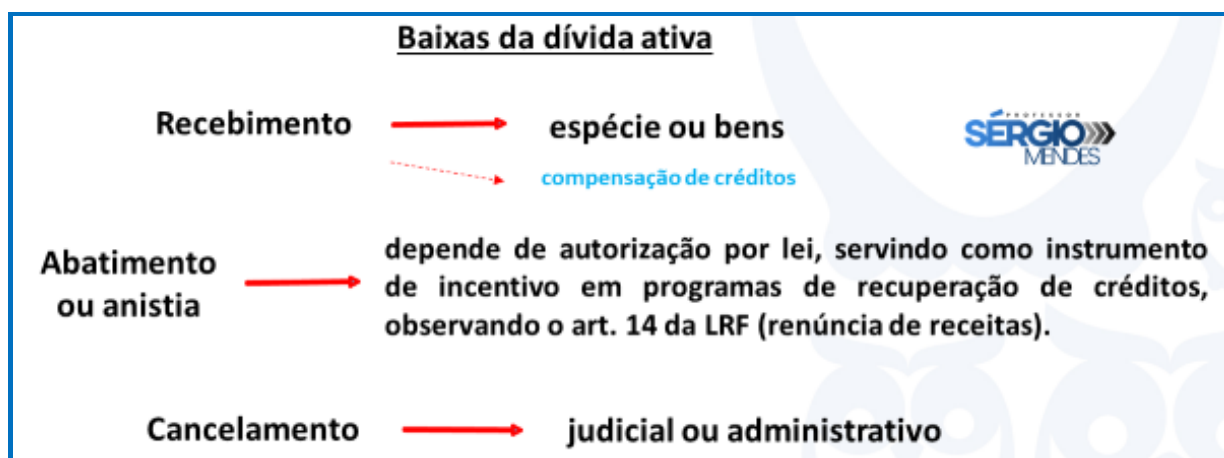 Baixas da dívida ativa
Recebimento
espécie ou bens
compensação de créditos
PROFESSOR
SÉRGIO
MENDES
Abatimento
ou anistia
depende de autorização por lei, servindo como instrumento
de incentivo em programas de recuperação de créditos,
observando o art. 14 da LRF (renúncia de receitas).
Cancelamento
judicial ou administrativo